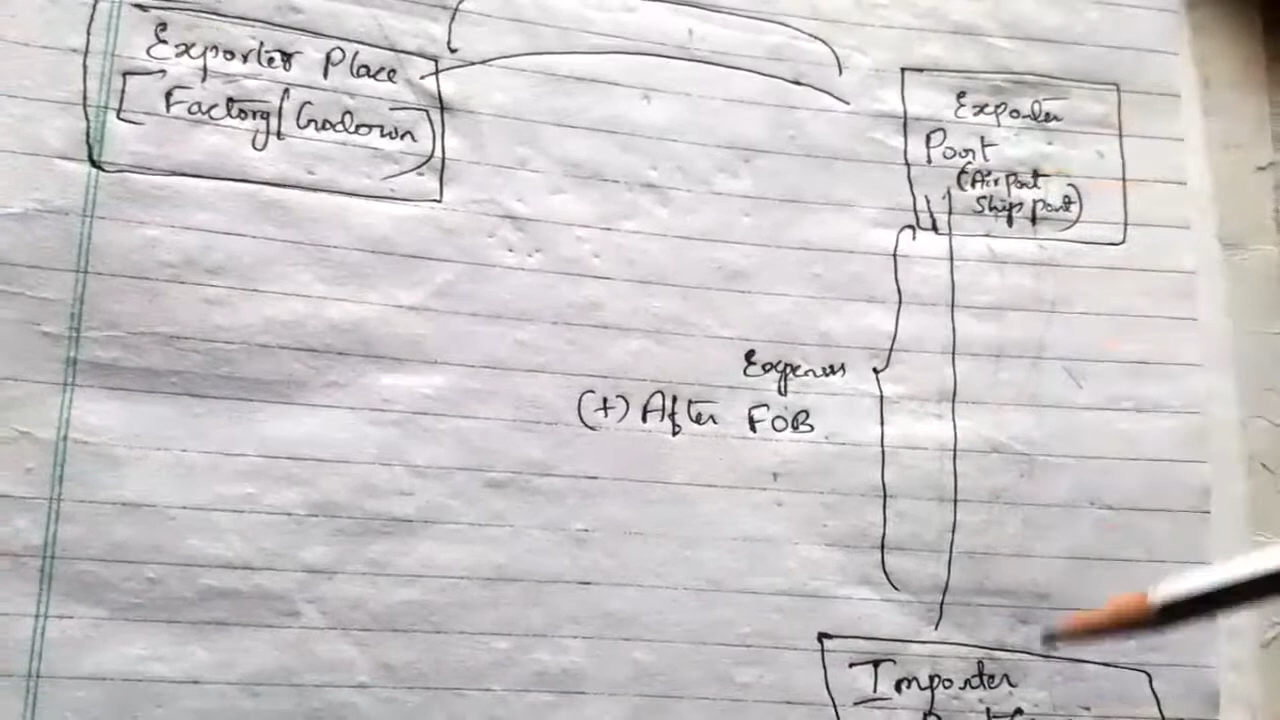 Exporter Place
[Factory/Godown)
Exporter
Port
(Air port
Ship port)
Expenses
(+) After FOB
Importer